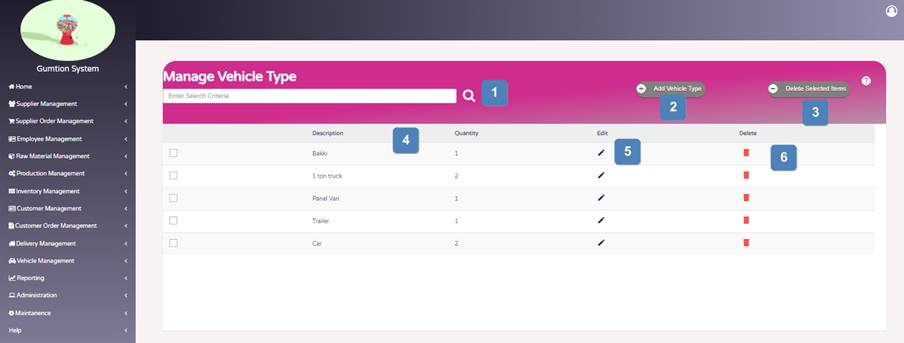 Gumtion System
Home
Supplier Management
Supplier Order Management
Employee Management
Raw Material Management
Production Management
Inventory Management
Customer Management
Customer Order Management
Delivery Management
Vehicle Management
Reporting
Administration
Maintanence
Help
Manage Vehicle Type
Enter Search Criteria
1
Add Vehicle Type
2
Delete Selected Items
3
Description 4 Quantity Edit Delete
Bakki 1 5 6
1 ton truck 2
Panel Van 1
Trailer 1
Car 2